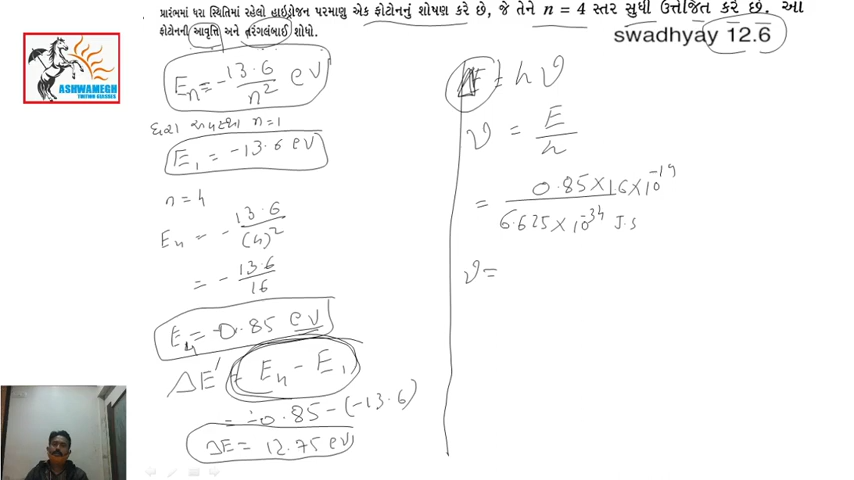 પ્રારંભમાં ધરા સ્થિતિમાં રહેલો હાઇડ્રોજન પરમાણુ એક ફોટોનનું શોષણ કરે છે, જે તેને n = 4 સ્તર સુધી ઉત્તેજિત કરે છે. આ
ફોટોનની આવૃત્તિ અને તરંગલંબાઈ શોધો.
swadhyay 12.6
ASHWAMEGH
En = -13.6/n² eV
ધરા અવસ્થા n=1
E1 = -13.6 eV
n=4
E4 = -13.6/(4)²
= -13.6/16
E4 = -0.85 eV
ΔE = E4 - E1
= -0.85-(-13.6)
ΔE = 12.75 eV
E = hν
ν = E/h
= 0.85×1.6×10⁻¹⁹/6.625×10⁻³⁴ J.s
ν =